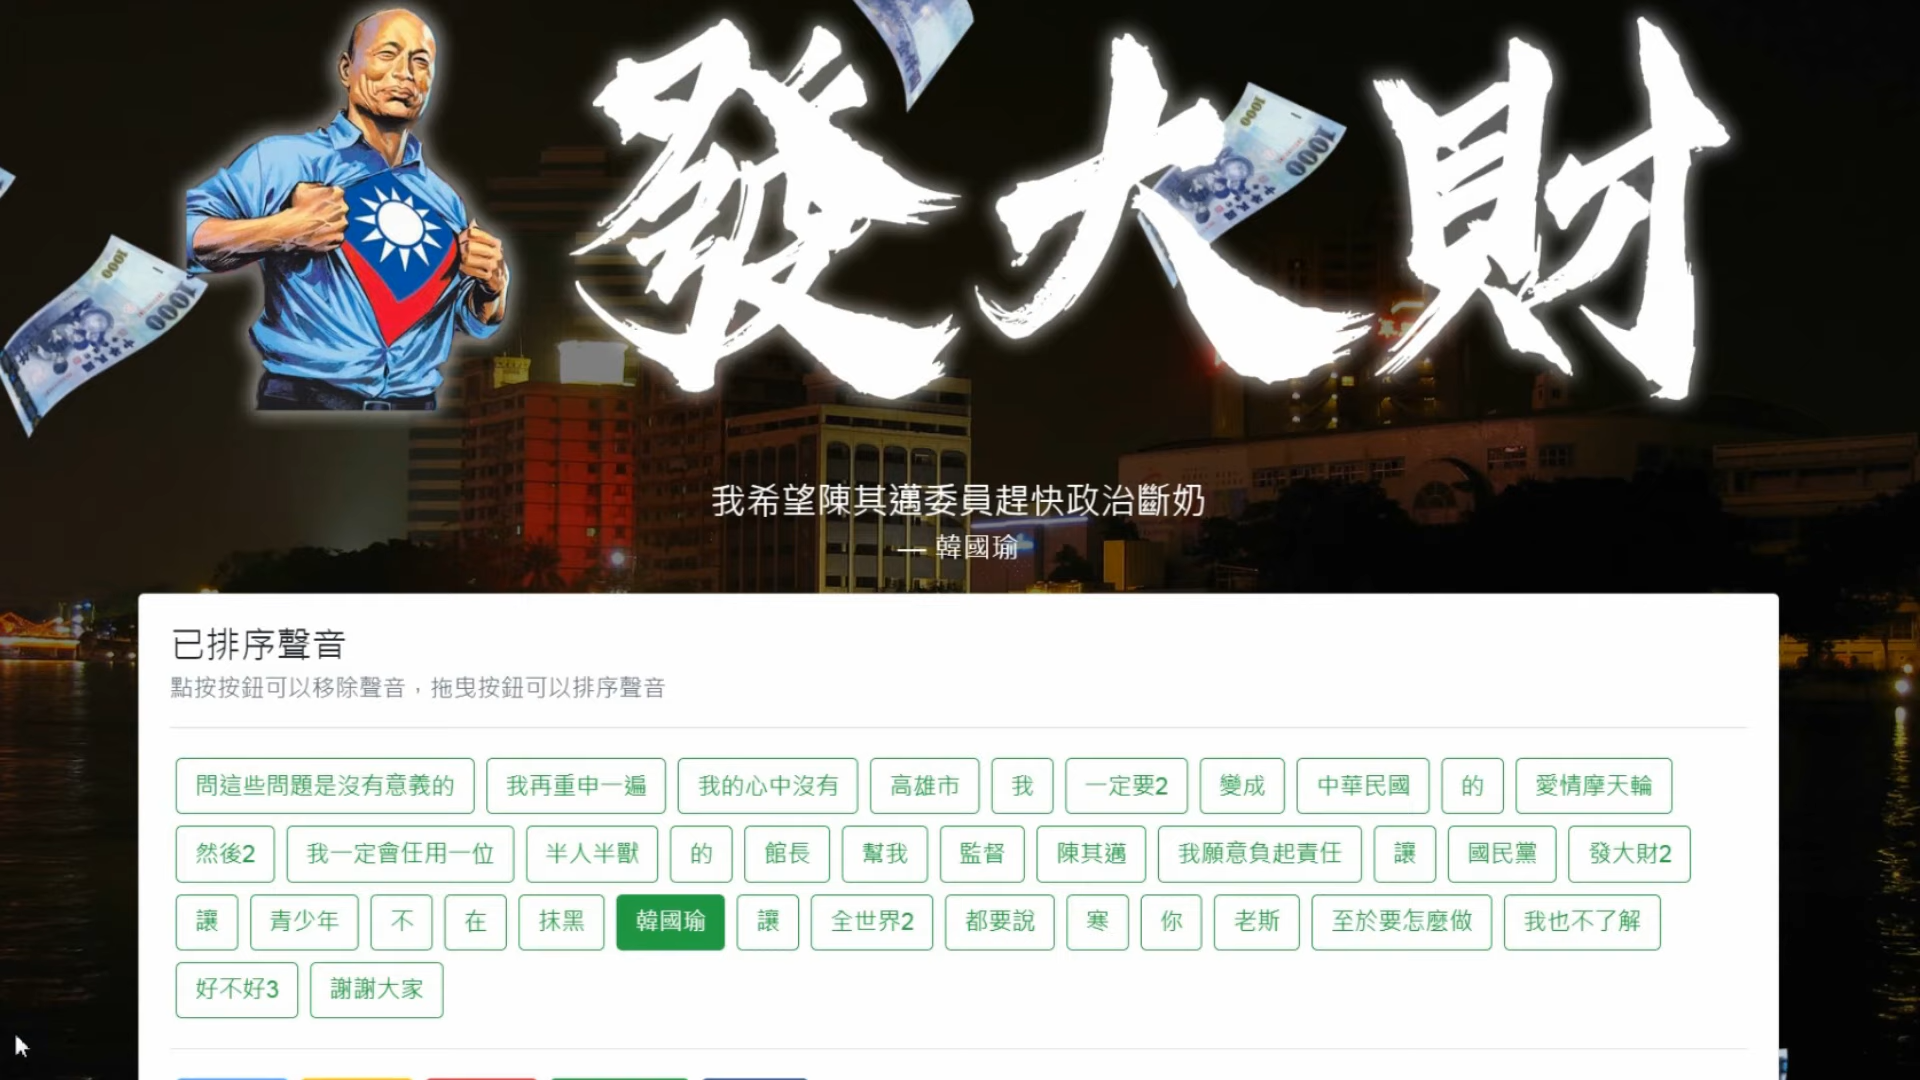 發大財
1000
1000
1000
1000
我希望陳其邁委員趕快政治斷奶
— 韓國瑜
已排序聲音
點按按鈕可以移除聲音，拖曳按鈕可以排序聲音
問這些問題是沒有意義的 我再重申一遍 我的心中沒有 高雄市 我 一定要2 變成 中華民國 的 愛情摩天輪
然後2 我一定會任用一位 半人半獸 的 館長 幫我 監督 陳其邁 我願意負起責任 讓 國民黨 發大財2
讓 青少年 不 在 抹黑 韓國瑜 讓 全世界2 都要說 寒 你 老斯 至於要怎麼做 我也不了解
好不好3 謝謝大家